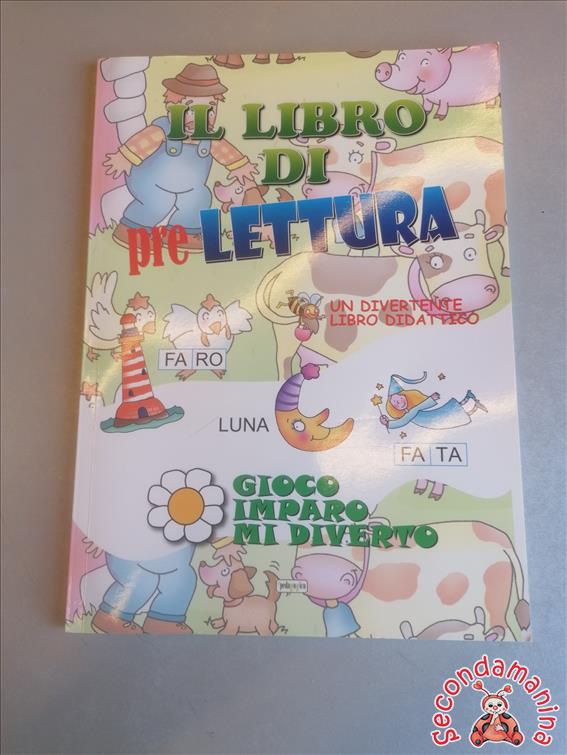 IL LIBRO
DI
pre LETTURA
UN DIVERTENTE
LIBRO DIDATTICO
FA RO
LUNA
FA TA
GIOCO
IMPARO
MI DIVERTO
Secondamanina